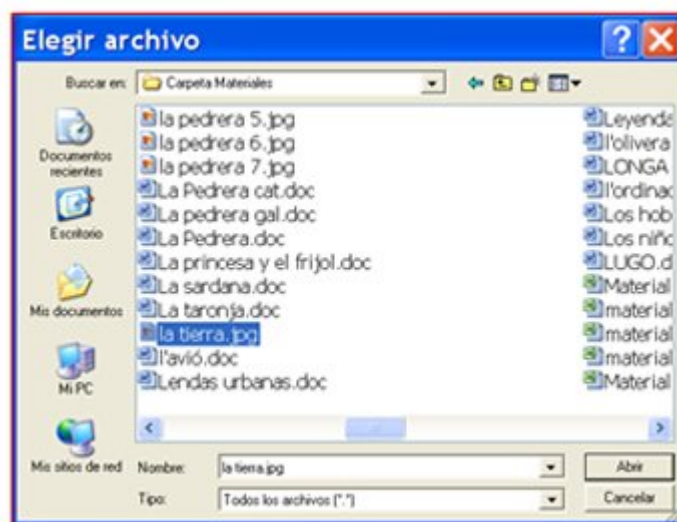 Elegir archivo
Buscar en: Carpeta Materiales
Documentos recientes
Escritorio
Mis documentos
Mi PC
Mis sitios de red
la pedrera 5.jpg
la pedrera 6.jpg
la pedrera 7.jpg
La Pedrera cat.doc
La pedrera gal.doc
La Pedrera.doc
La princesa y el frijol.doc
La sardana.doc
La taronja.doc
la tierra.jpg
l'avió.doc
Lendas urbanas.doc
Leyenda
l'olivera
LONGA
l'ordinad
Los hob
Los niño
LUGO.d
Material
material
material
material
Material
Nombre: la tierra.jpg Abrir
Tipo: Todos los archivos (*.*) Cancelar